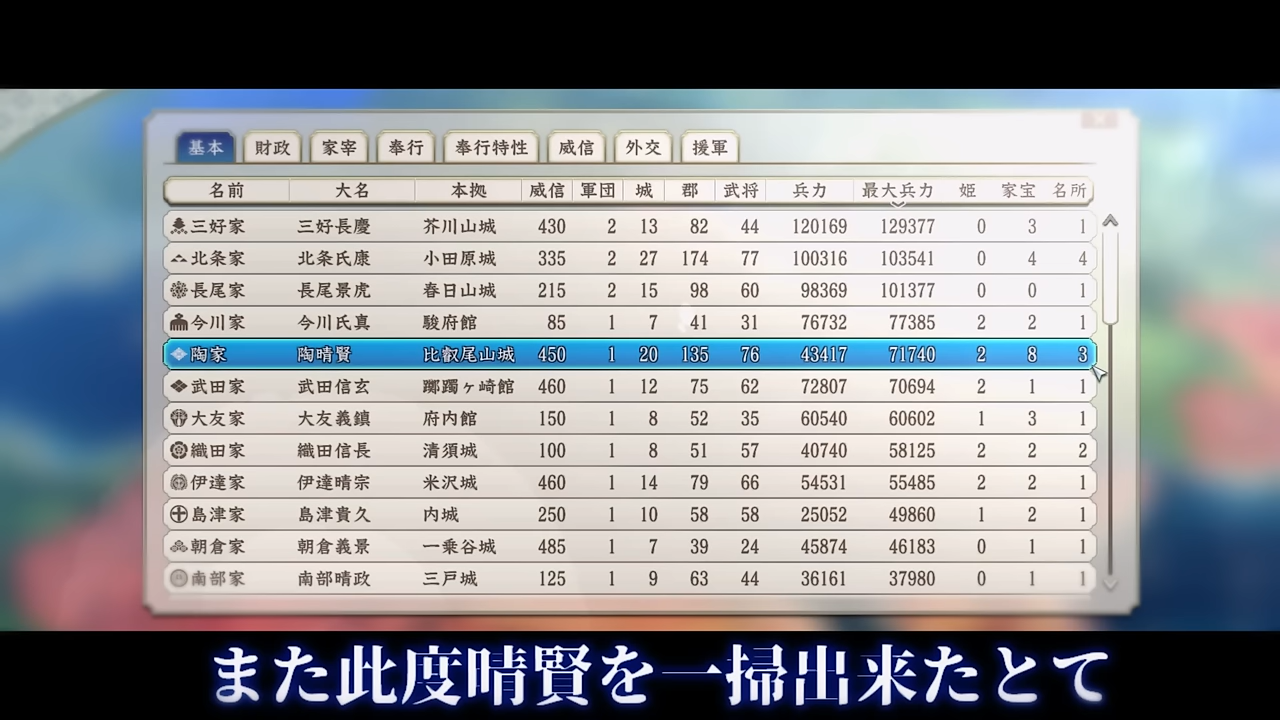 基本 財政 家宰 奉行 奉行特性 威信 外交 援軍
名前 大名 本拠 威信 軍団 城 郡 武将 兵力 最大兵力 姫 家宝 名所
三好家 三好長慶 芥川山城 430 2 13 82 44 120169 129377 0 3 1
北条家 北条氏康 小田原城 335 2 27 174 77 100316 103541 0 4 4
長尾家 長尾景虎 春日山城 215 2 15 98 60 98369 101377 0 0 1
今川家 今川氏真 駿府館 85 1 7 41 31 76732 77385 2 2 1
陶家 陶晴賢 比叡尾山城 450 1 20 135 76 43417 71740 2 8 3
武田家 武田信玄 躑躅ヶ崎館 460 1 12 75 62 72807 70694 2 1 1
大友家 大友義鎮 府内館 150 1 8 52 35 60540 60602 1 3 1
織田家 織田信長 清須城 100 1 8 51 57 40740 58125 2 2 2
伊達家 伊達晴宗 米沢城 460 1 14 79 66 54531 55485 2 2 1
島津家 島津貴久 内城 250 1 10 58 58 25052 49860 1 2 1
朝倉家 朝倉義景 一乗谷城 485 1 7 39 24 45874 46183 0 1 1
南部家 南部晴政 三戸城 125 1 9 63 44 36161 37980 0 1 1
また此度晴賢を一掃出来たとて